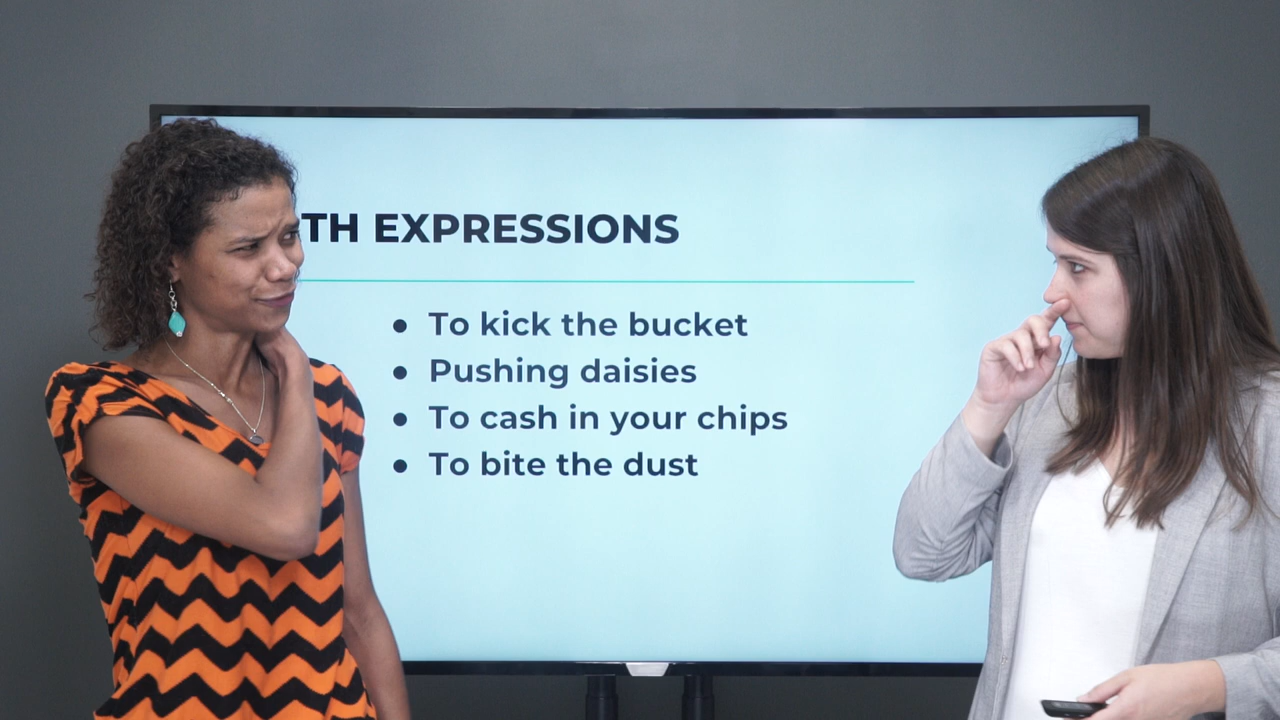 TH EXPRESSIONS
● To kick the bucket
● Pushing daisies
● To cash in your chips
● To bite the dust